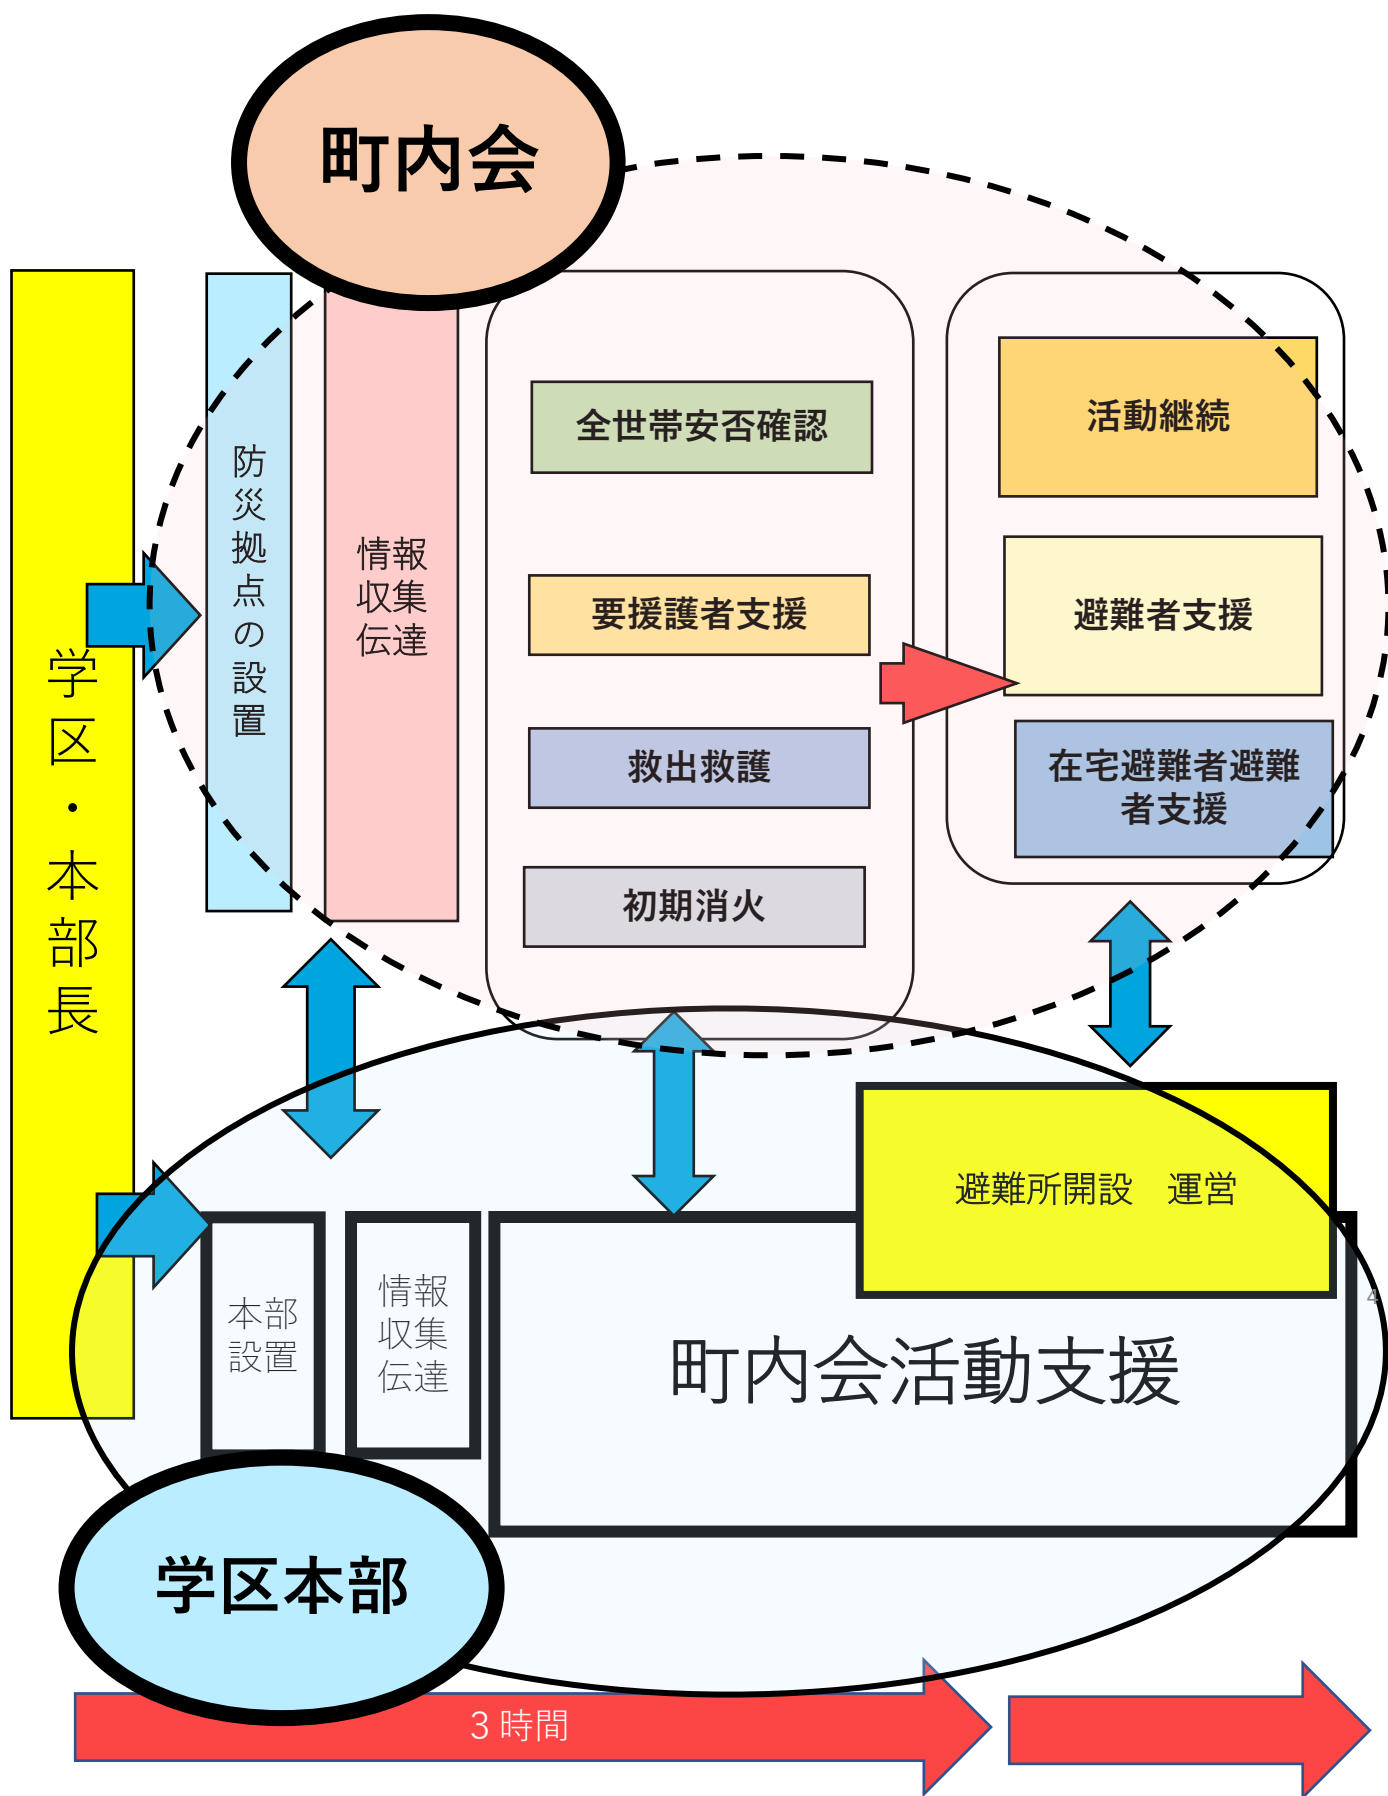 町内会
学区・本部長
防災拠点の設置
情報
収集
伝達
全世帯安否確認
要援護者支援
救出救護
初期消火
活動継続
避難者支援
在宅避難者避難
者支援
避難所開設　運営
本部
設置
情報
収集
伝達
町内会活動支援
4
学区本部
３時間